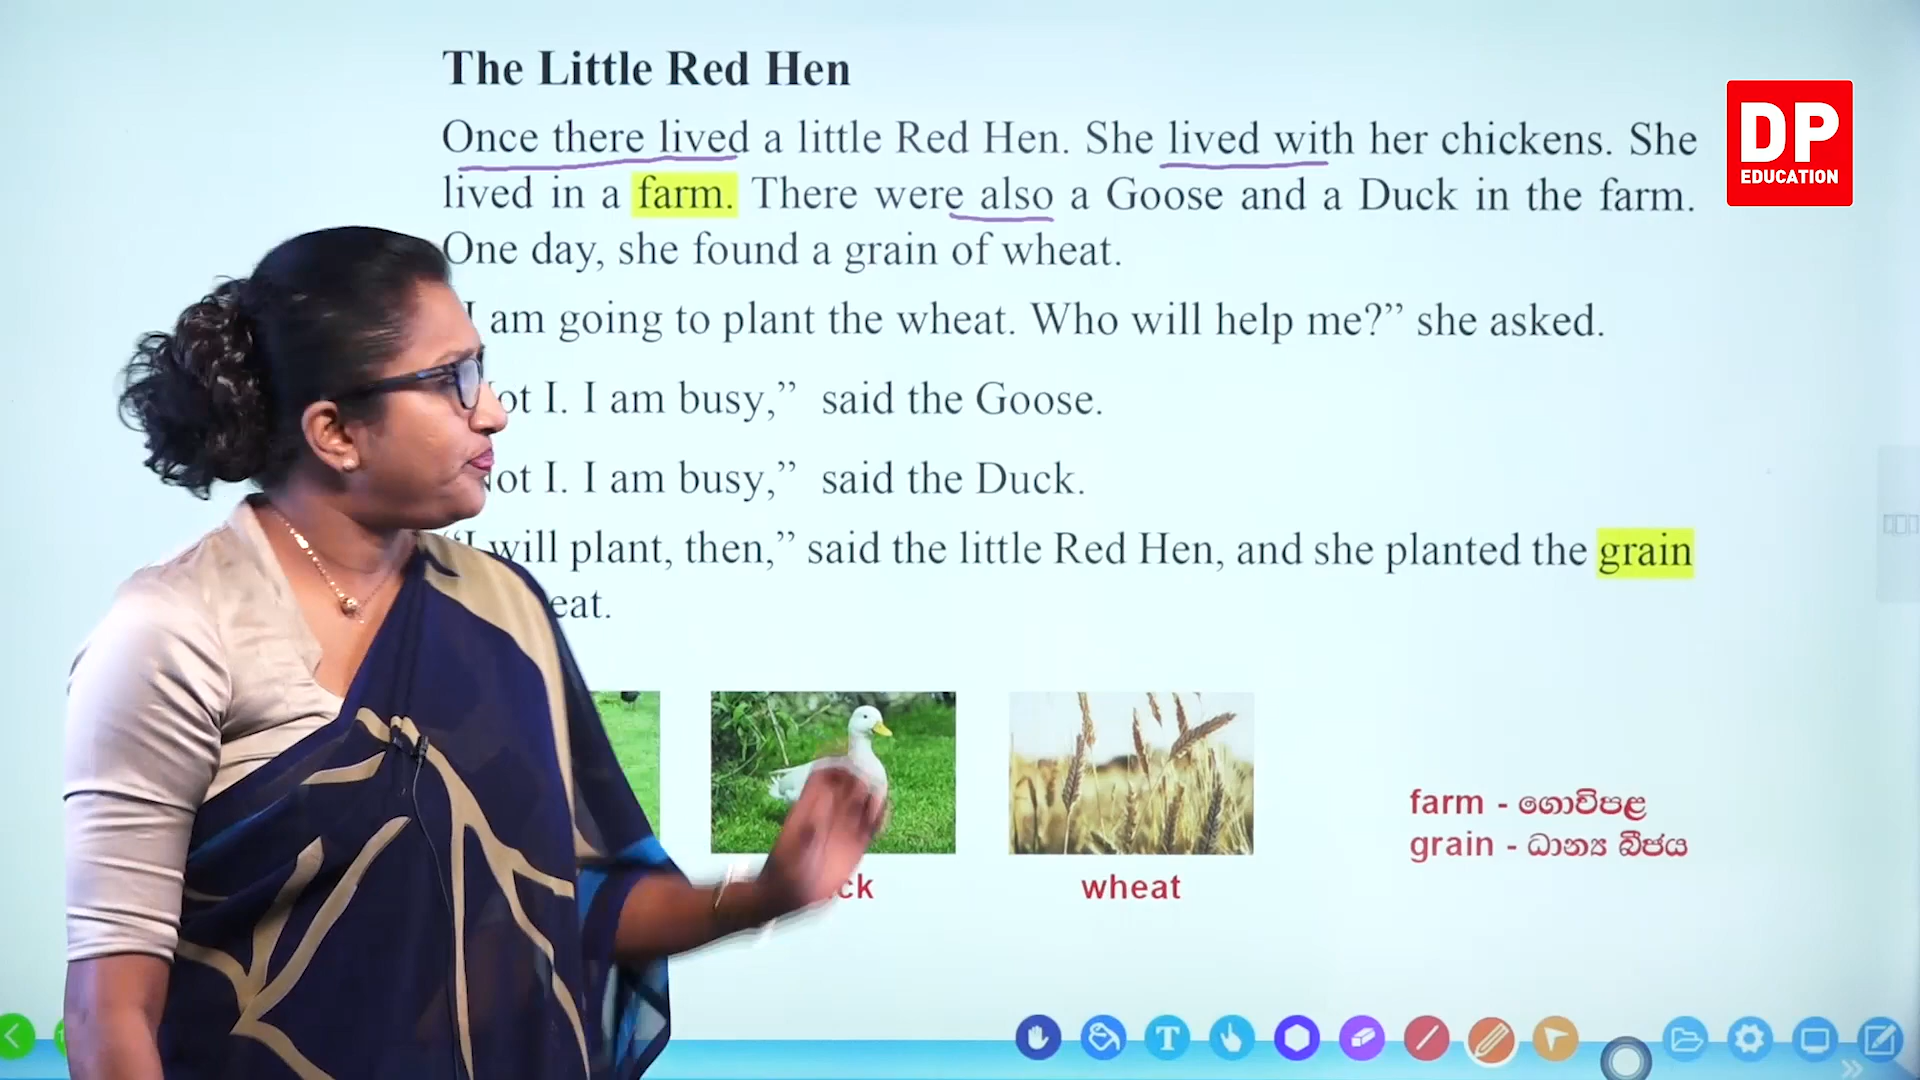 The Little Red Hen
Once there lived a little Red Hen. She lived with her chickens. She
lived in a farm. There were also a Goose and a Duck in the farm.
One day, she found a grain of wheat.
I am going to plant the wheat. Who will help me?” she asked.
I. I am busy,” said the Goose.
I. I am busy,” said the Duck.
“I will plant, then,” said the little Red Hen, and she planted the grain
wheat
farm - ගොවිපළ
grain - ධාන්‍ය බීජය
DP
EDUCATION